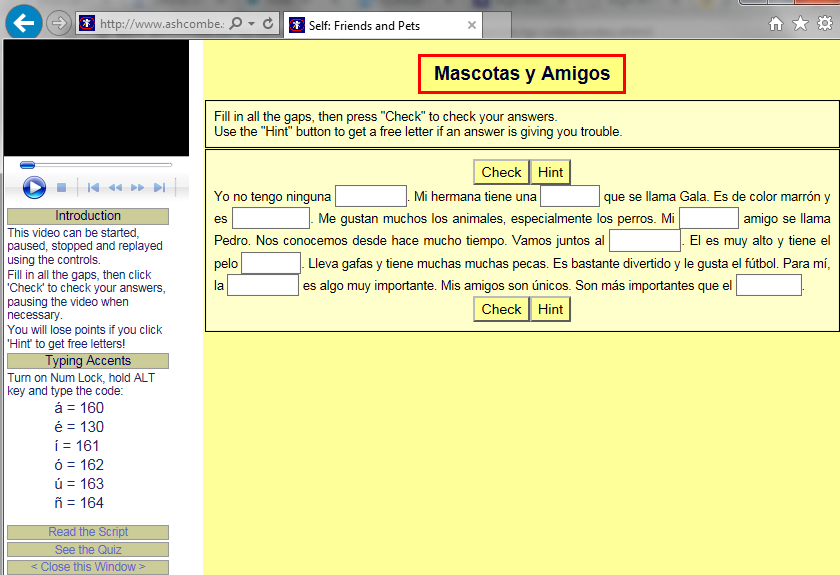 http://www.ashcombe.
Self: Friends and Pets
Mascotas y Amigos
Fill in all the gaps, then press "Check" to check your answers.
Use the "Hint" button to get a free letter if an answer is giving you trouble.
Check Hint
Yo no tengo ninguna . Mi hermana tiene una que se llama Gala. Es de color marrón y
es . Me gustan muchos los animales, especialmente los perros. Mi amigo se llama
Pedro. Nos conocemos desde hace mucho tiempo. Vamos juntos al . El es muy alto y tiene el
pelo . Lleva gafas y tiene muchas muchas pecas. Es bastante divertido y le gusta el fútbol. Para mí,
la es algo muy importante. Mis amigos son únicos. Son más importantes que el .
Check Hint
Introduction
This video can be started,
paused, stopped and replayed
using the controls.
Fill in all the gaps, then click
'Check' to check your answers,
pausing the video when
necessary.
You will lose points if you click
'Hint' to get free letters!
Typing Accents
Turn on Num Lock, hold ALT
key and type the code:
á = 160
é = 130
í = 161
ó = 162
ú = 163
ñ = 164
Read the Script
See the Quiz
< Close this Window >